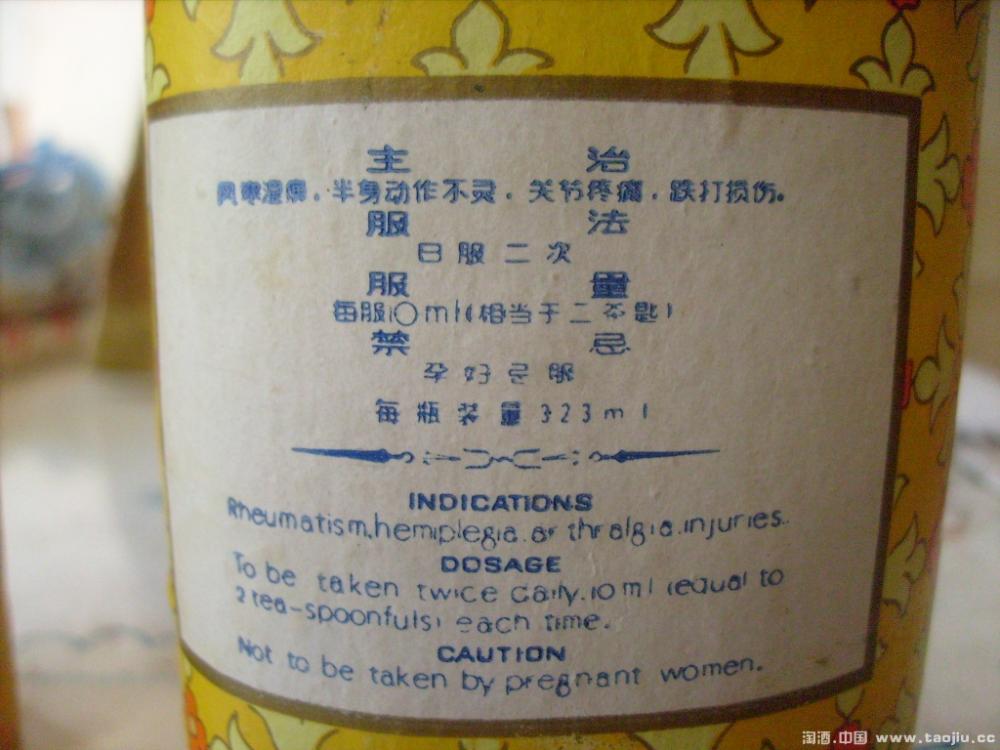 主治
风寒湿痹.半身动作不灵.关节疼痛.跌打损伤。
服法
日服二次
服量
每服10ml(相当于二茶匙)
禁忌
孕妇忌服
每瓶装量323ml
INDICATIONS
Rheumatism,hemiplegia.arthralgia.injuries.
DOSAGE
To be taken twice daily.10ml (equal to
2 tea-spoonfuls) each time.
CAUTION
Not to be taken by pregnant women.
淘酒.中国 www.taojiu.cc